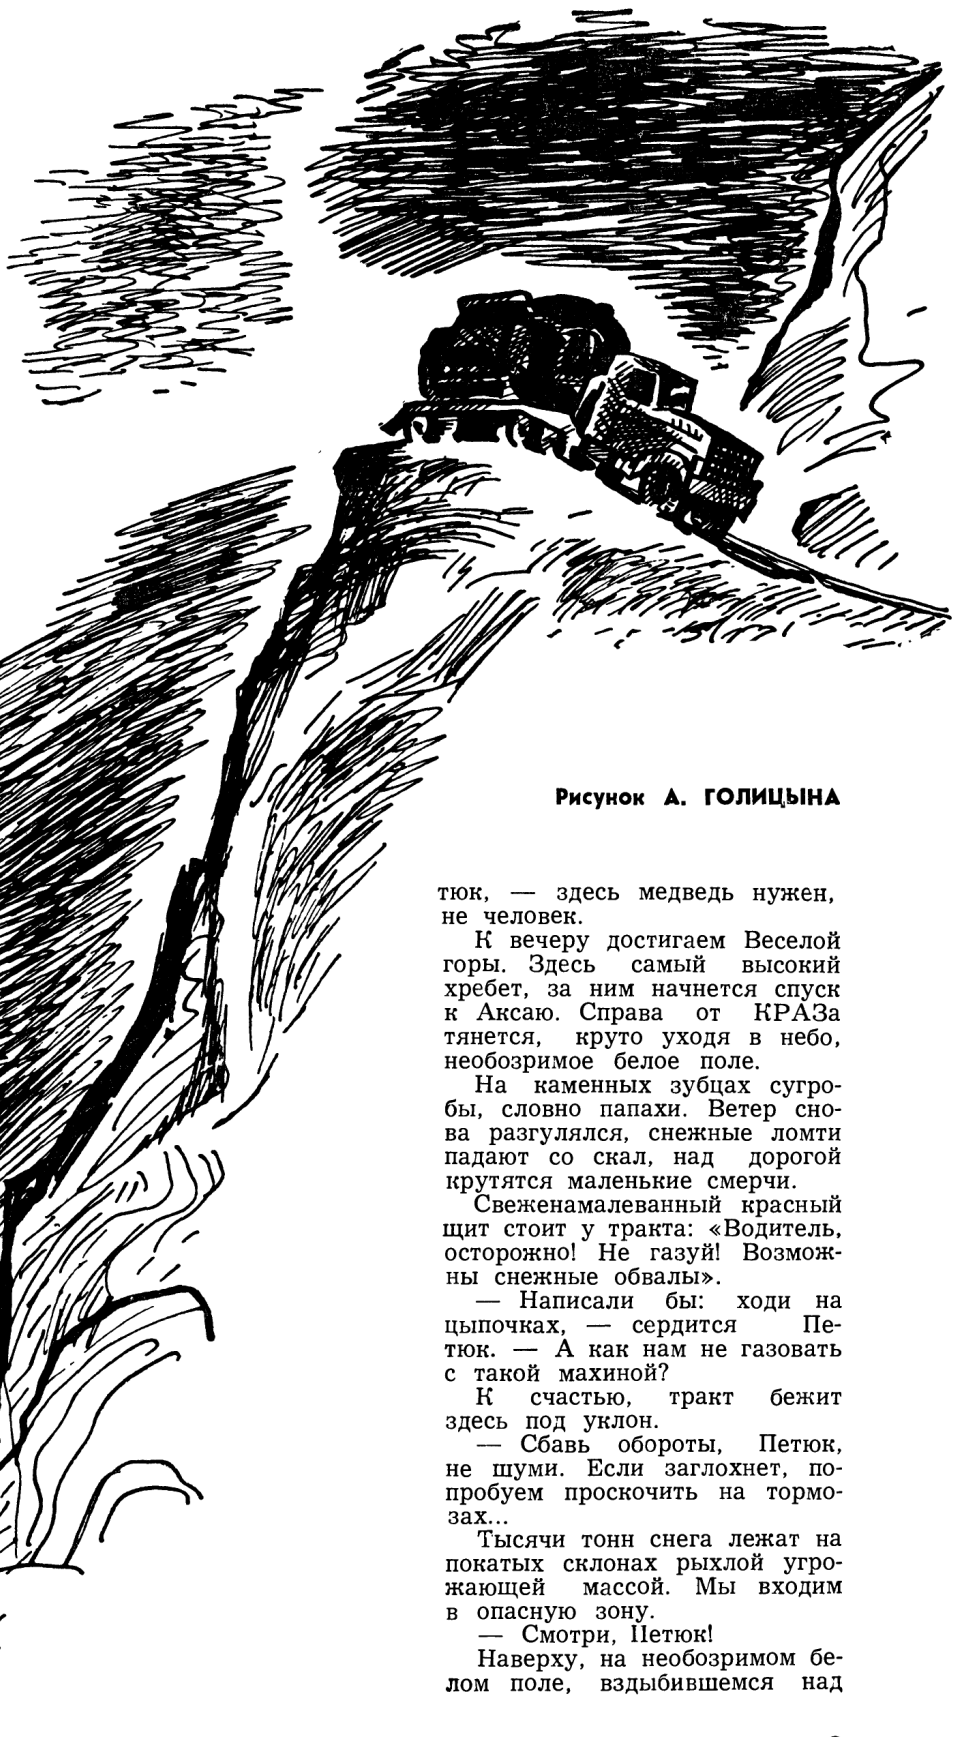 Рисунок А. ГОЛИЦЫНА
тюк, — здесь медведь нужен,
не человек.
К вечеру достигаем Веселой
горы. Здесь самый высокий
хребет, за ним начнется спуск
к Аксаю. Справа от КРАЗа
тянется, круто уходя в небо,
необозримое белое поле.
На каменных зубцах сугро-
бы, словно папахи. Ветер сно-
ва разгулялся, снежные ломти
падают со скал, над дорогой
крутятся маленькие смерчи.
Свеженамалеванный красный
щит стоит у тракта: «Водитель,
осторожно! Не газуй! Возмож-
ны снежные обвалы».
— Написали бы: ходи на
цыпочках, — сердится Пе-
тюк. — А как нам не газовать
с такой махиной?
К счастью, тракт бежит
здесь под уклон.
— Сбавь обороты, Петюк,
не шуми. Если заглохнет, по-
пробуем проскочить на тормо-
зах...
Тысячи тонн снега лежат на
покатых склонах рыхлой угро-
жающей массой. Мы входим
в опасную зону.
— Смотри, Петюк!
Наверху, на необозримом бе-
лом поле, вздыбившемся над